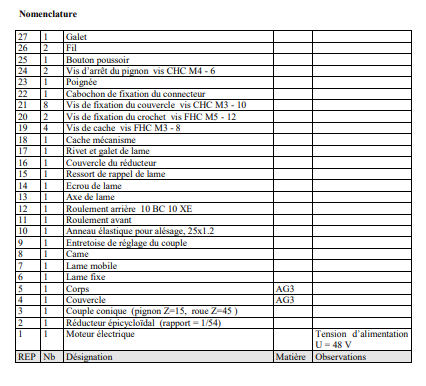 Nomenclature
27 1 Galet
26 2 Fil
25 1 Bouton poussoir
24 2 Vis d'arrêt du pignon vis CHC M4 - 6
23 1 Poignée
22 1 Cabochon de fixation du connecteur
21 8 Vis de fixation du couvercle vis CHC M3 - 10
20 2 Vis de fixation du crochet vis FHC M5 - 12
19 4 Vis de cache vis FHC M3 - 8
18 1 Cache mécanisme
17 1 Rivet et galet de lame
16 1 Couvercle du réducteur
15 1 Ressort de rappel de lame
14 1 Ecrou de lame
13 1 Axe de lame
12 1 Roulement arrière 10 BC 10 XE
11 1 Roulement avant
10 1 Anneau élastique pour alésage, 25x1.2
9 1 Entretoise de réglage du couple
8 1 Came
7 1 Lame mobile
6 1 Lame fixe
5 1 Corps AG3
4 1 Couvercle AG3
3 1 Couple conique (pignon Z=15, roue Z=45 )
2 1 Réducteur épicycloïdal (rapport = 1/54)
1 1 Moteur électrique Tension d'alimentation
U = 48 V
REP Nb Désignation Matière Observations